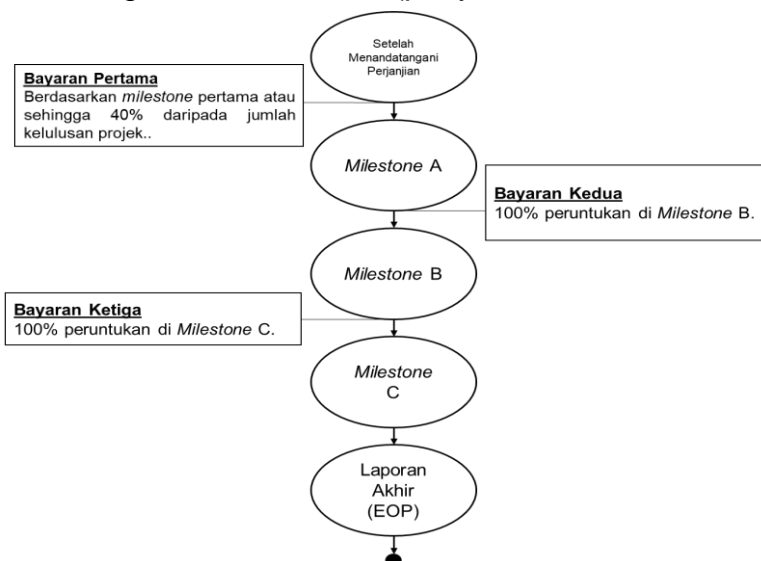 Setelah
Menandatangani
Perjanjian
Bayaran Pertama
Berdasarkan milestone pertama atau
sehingga 40% daripada jumlah
kelulusan projek..
Milestone A
Bayaran Kedua
100% peruntukan di Milestone B.
Milestone B
Bayaran Ketiga
100% peruntukan di Milestone C.
Milestone
C
Laporan
Akhir
(EOP)